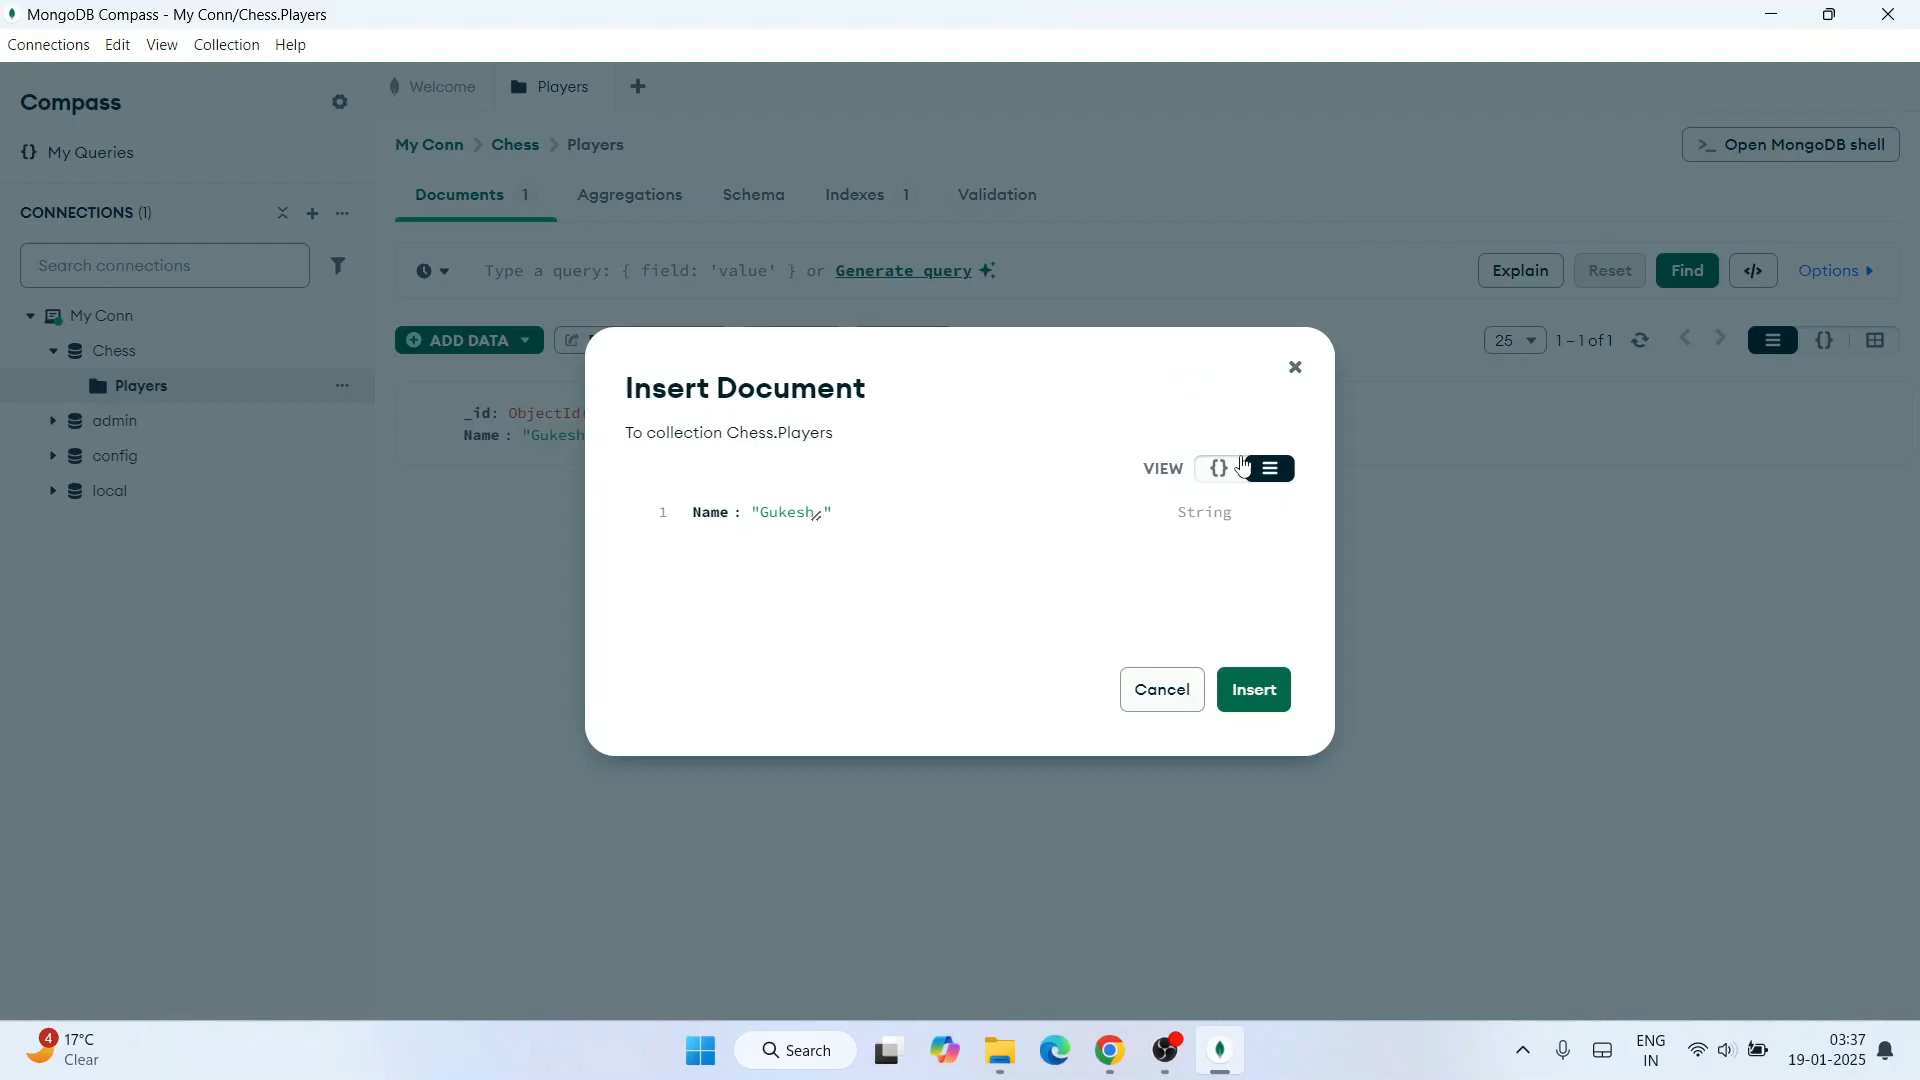 MongoDB Compass - My Conn/Chess.Players
Connections Edit View Collection Help
Compass
Welcome Players
{} My Queries
My Conn > Chess > Players
>_ Open MongoDB shell
Documents 1 Aggregations Schema Indexes 1 Validation
CONNECTIONS (1)
Search connections
Type a query: { field: 'value' } or Generate query
Explain Reset Find </> Options
My Conn
Chess
Players
admin
config
local
ADD DATA
25 1 – 1 of 1 {}
_id: ObjectId(
Name : "Gukesh
Insert Document
To collection Chess.Players
VIEW {}
1 Name : "Gukesh," String
Cancel Insert
4 17°C
Clear
Search
ENG
IN
03:37
19-01-2025